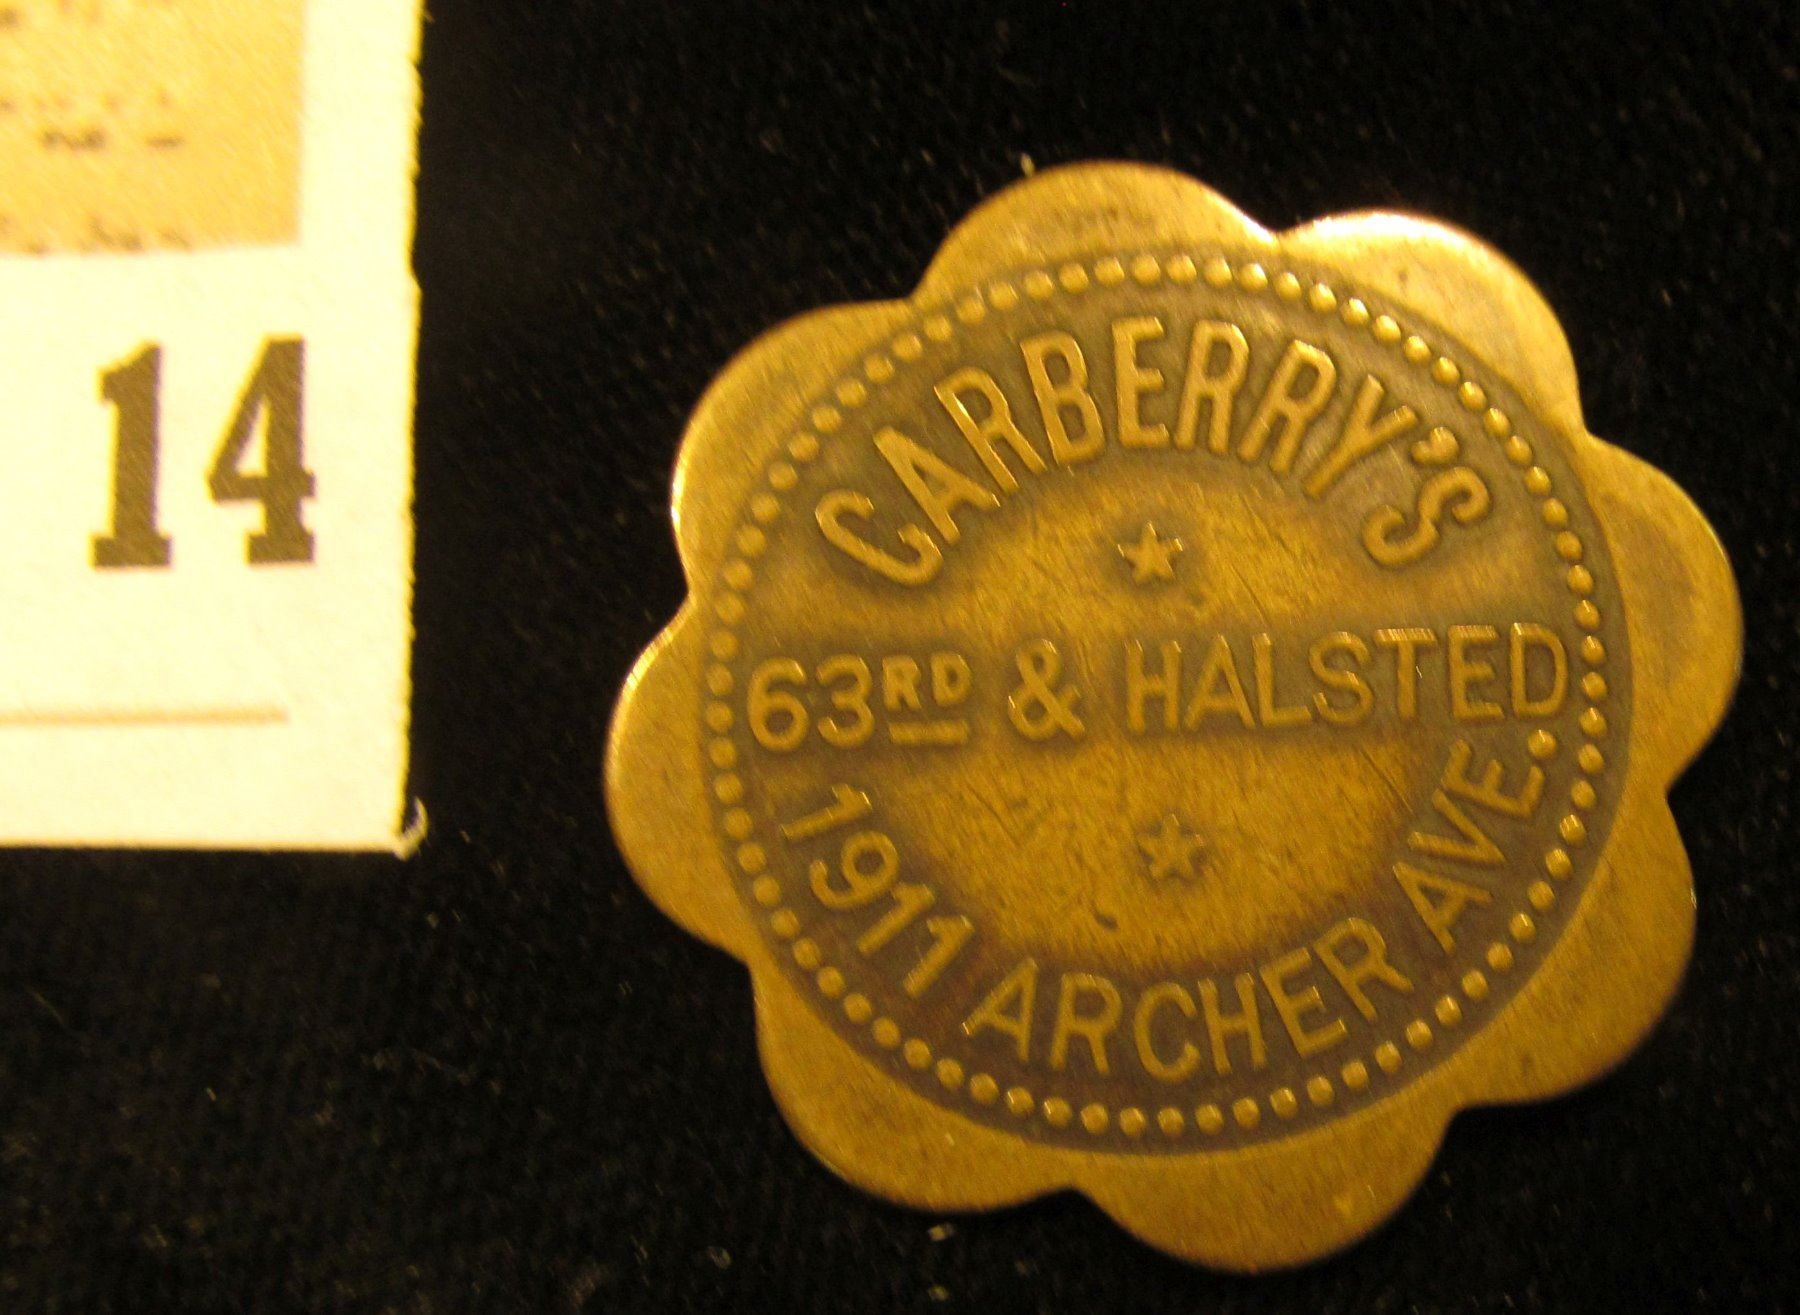 14
CARBERRY'S
63RD & HALSTED
1911 ARCHER AVE.